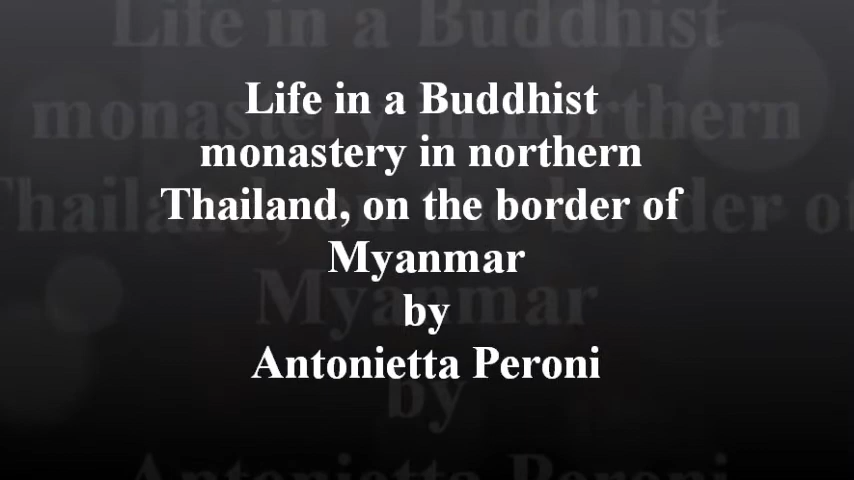 Life in a Buddhist
monastery in northern
Thailand, on the border of
Myanmar
by
Antonietta Peroni